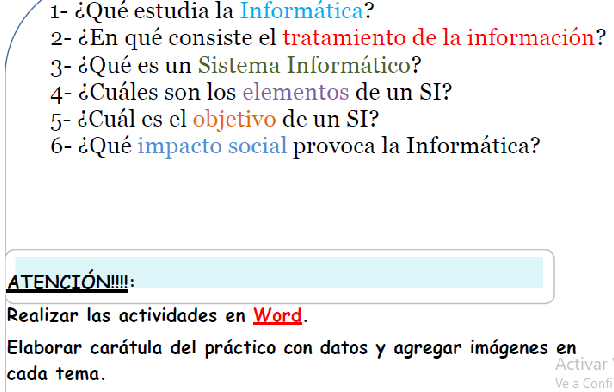 1- ¿Qué estudia la Informática?
2- ¿En qué consiste el tratamiento de la información?
3- ¿Qué es un Sistema Informático?
4- ¿Cuáles son los elementos de un SI?
5- ¿Cuál es el objetivo de un SI?
6- ¿Qué impacto social provoca la Informática?
ATENCIÓN!!!!:
Realizar las actividades en Word.
Elaborar carátula del práctico con datos y agregar imágenes en
cada tema.
Activar
Ve a Confi